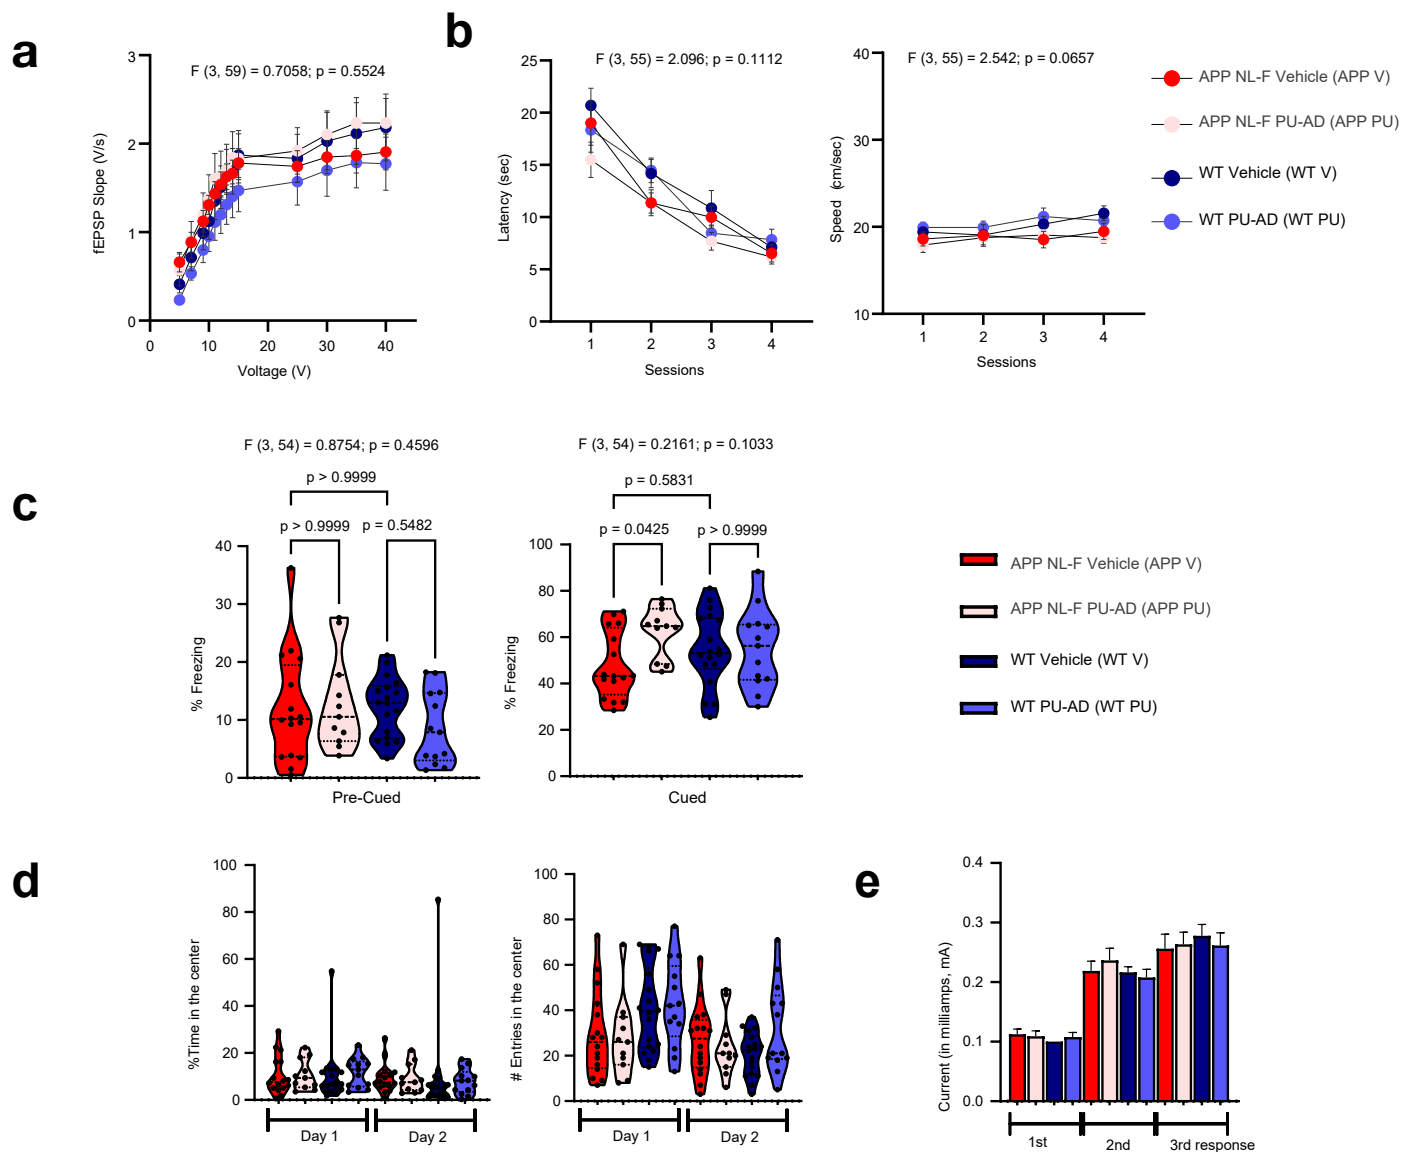 a
F (3, 59) = 0.7058; p = 0.5524
fEPSP Slope (V/s)
3
2
1
0
0 10 20 30 40
Voltage (V)
b
F (3, 55) = 2.096; p = 0.1112
Latency (sec)
25
20
15
10
5
0
1 2 3 4
Sessions
F (3, 55) = 2.542; p = 0.0657
Speed (cm/sec)
40
30
20
10
1 2 3 4
Sessions
APP NL-F Vehicle (APP V)
APP NL-F PU-AD (APP PU)
WT Vehicle (WT V)
WT PU-AD (WT PU)
c
F (3, 54) = 0.8754; p = 0.4596
p > 0.9999
p > 0.9999 p = 0.5482
% Freezing
40
30
20
10
0
Pre-Cued
F (3, 54) = 0.2161; p = 0.1033
p = 0.5831
p = 0.0425 p > 0.9999
% Freezing
100
80
60
40
20
0
Cued
APP NL-F Vehicle (APP V)
APP NL-F PU-AD (APP PU)
WT Vehicle (WT V)
WT PU-AD (WT PU)
d
%Time in the center
100
80
60
40
20
0
Day 1 Day 2
# Entries in the center
100
80
60
40
20
0
Day 1 Day 2
e
Current (in milliamps, mA)
0.4
0.3
0.2
0.1
0.0
1st 2nd 3rd response